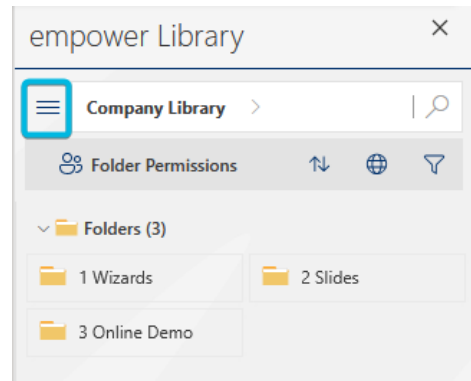 empower Library
Company Library
Folder Permissions
Folders (3)
1 Wizards
2 Slides
3 Online Demo